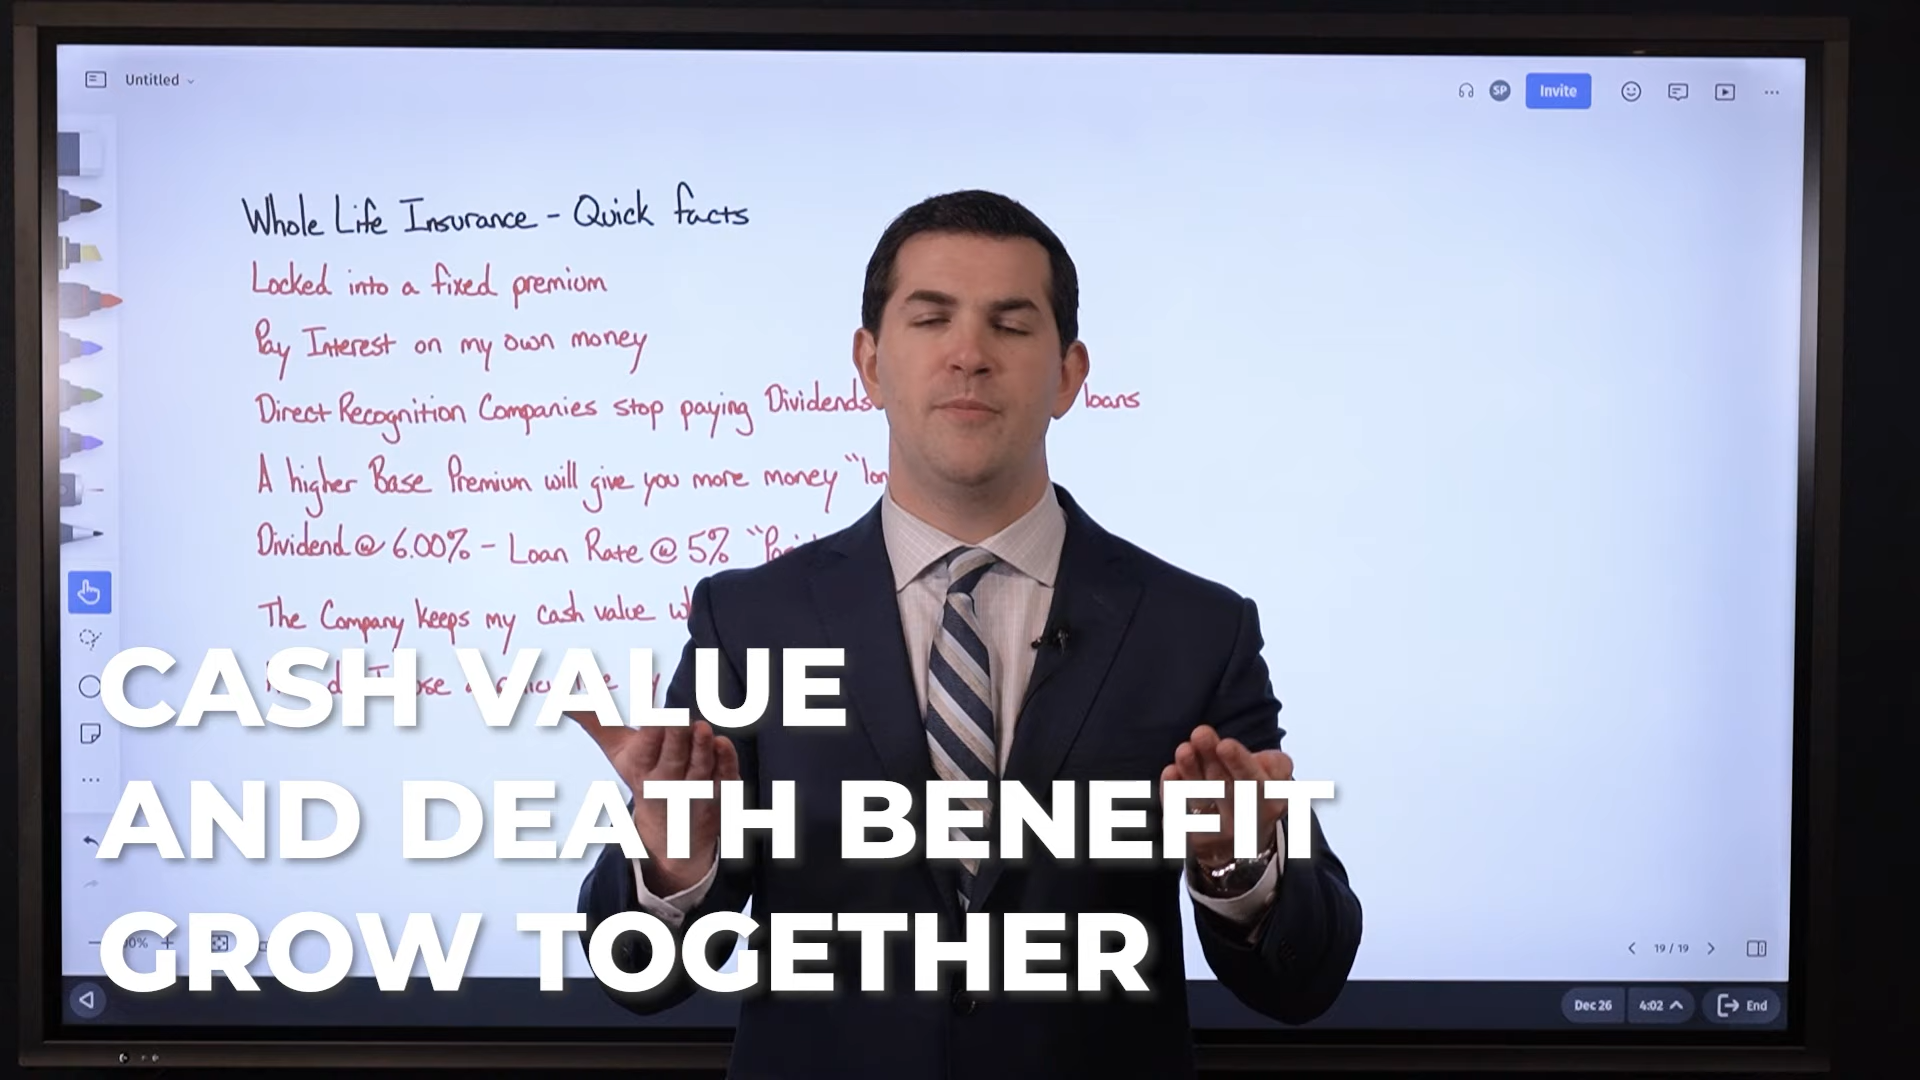 Untitled
SP
Invite
Whole Life Insurance - Quick facts
Locked into a fixed premium
Pay Interest on my own money
Direct Recognition Companies stop paying Dividends loans
A higher Base Premium will give you more money
Dividend @ 6.00% - Loan Rate @ 5%
The Company keeps my cash value
CASH VALUE
AND DEATH BENEFIT
GROW TOGETHER
19 / 19
Dec 26
4:02
End